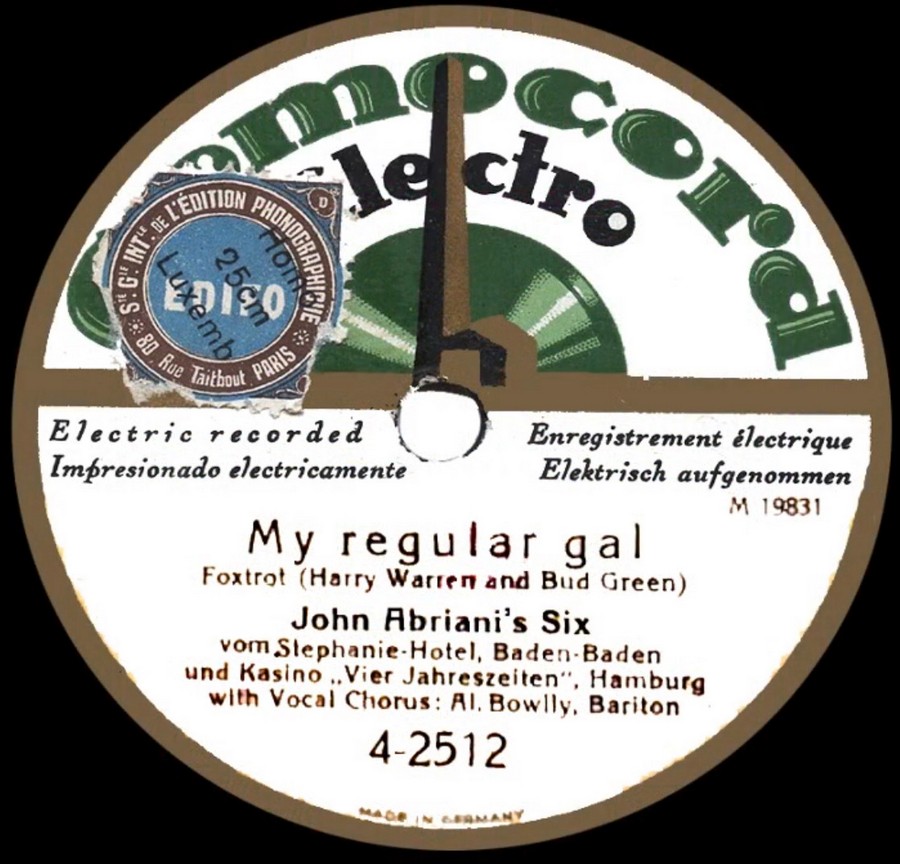 omocord
Electro
Sté Gle INTle DE L'ÉDITION PHONOGRAPHIQUE
D
25cm
Luxemb
80 Rue Taitbout PARIS
Electric recorded
Impresionado electricamente
Enregistrement électrique
Elektrisch aufgenommen
M 19831
My regular gal
Foxtrot (Harry Warren and Bud Green)
John Abriani's Six
vom Stephanie-Hotel, Baden-Baden
und Kasino „Vier Jahreszeiten“, Hamburg
with Vocal Chorus: Al. Bowlly, Bariton
4-2512
MADE IN GERMANY